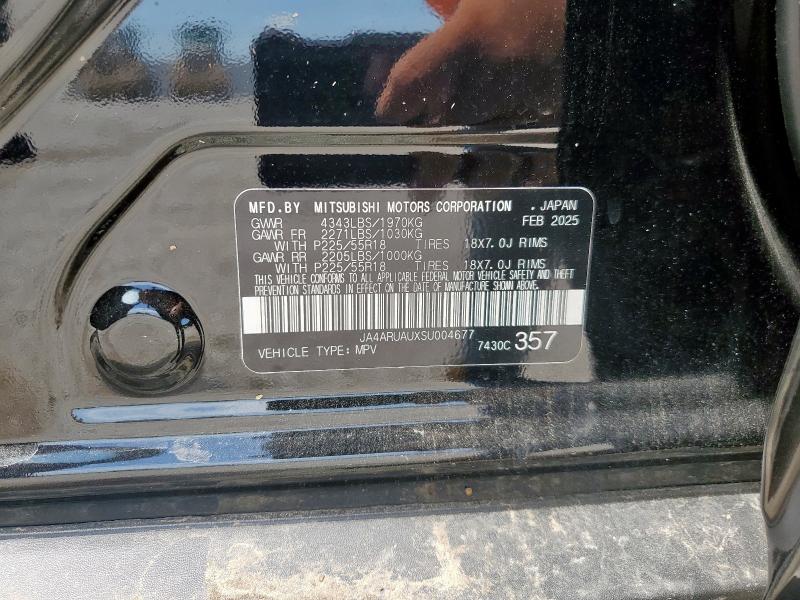 MFD.BY MITSUBISHI MOTORS CORPORATION . JAPAN
GVWR 4343LBS/1970KG FEB 2025
GAWR FR 2271LBS/1030KG
WITH P225/55R18 TIRES 18X7.0J RIMS
GAWR RR 2205LBS/1000KG
WITH P225/55R18 TIRES 18X7.0J RIMS
THIS VEHICLE CONFORMS TO ALL APPLICABLE FEDERAL MOTOR VEHICLE SAFETY AND THEFT
PREVENTION STANDARDS IN EFFECT ON THE DATE OF MANUFACTURE SHOWN ABOVE.
JA4ARUAUXSU004677
VEHICLE TYPE: MPV 7430C 357